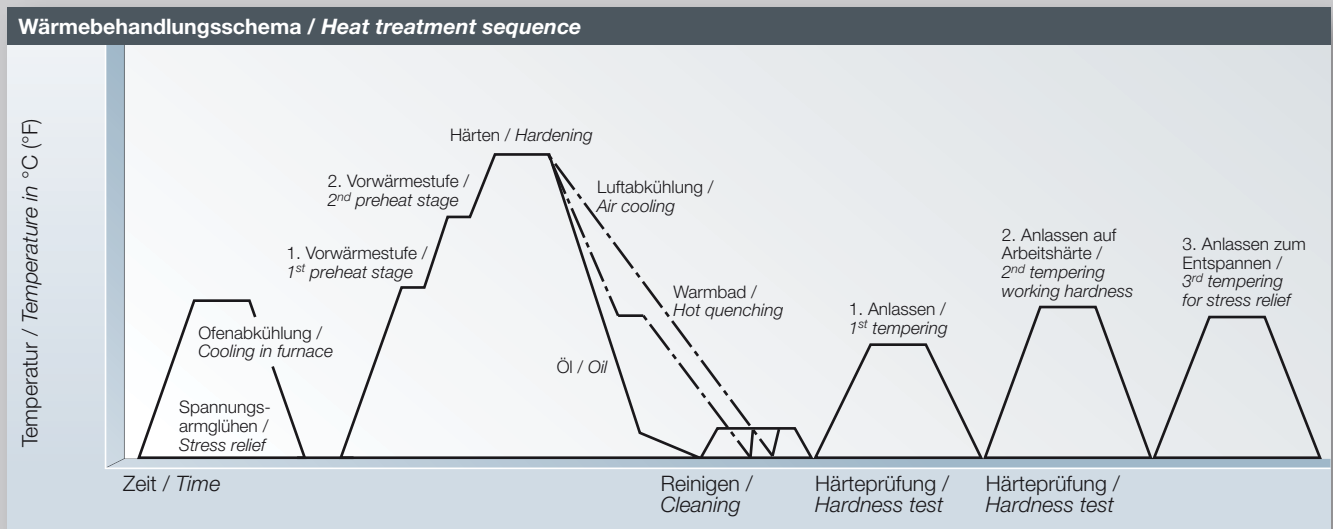 Wärmebehandlungsschema / Heat treatment sequence
Temperatur / Temperature in °C (°F)
Härten / Hardening
2. Vorwärmestufe /
2nd preheat stage
1. Vorwärmestufe /
1st preheat stage
Ofenabkühlung /
Cooling in furnace
Spannungs-
armglühen /
Stress relief
Luftabkühlung /
Air cooling
Warmbad /
Hot quenching
Öl / Oil
1. Anlassen /
1st tempering
2. Anlassen auf
Arbeitshärte /
2nd tempering
working hardness
3. Anlassen zum
Entspannen /
3rd tempering
for stress relief
Zeit / Time
Reinigen /
Cleaning
Härteprüfung /
Hardness test
Härteprüfung /
Hardness test